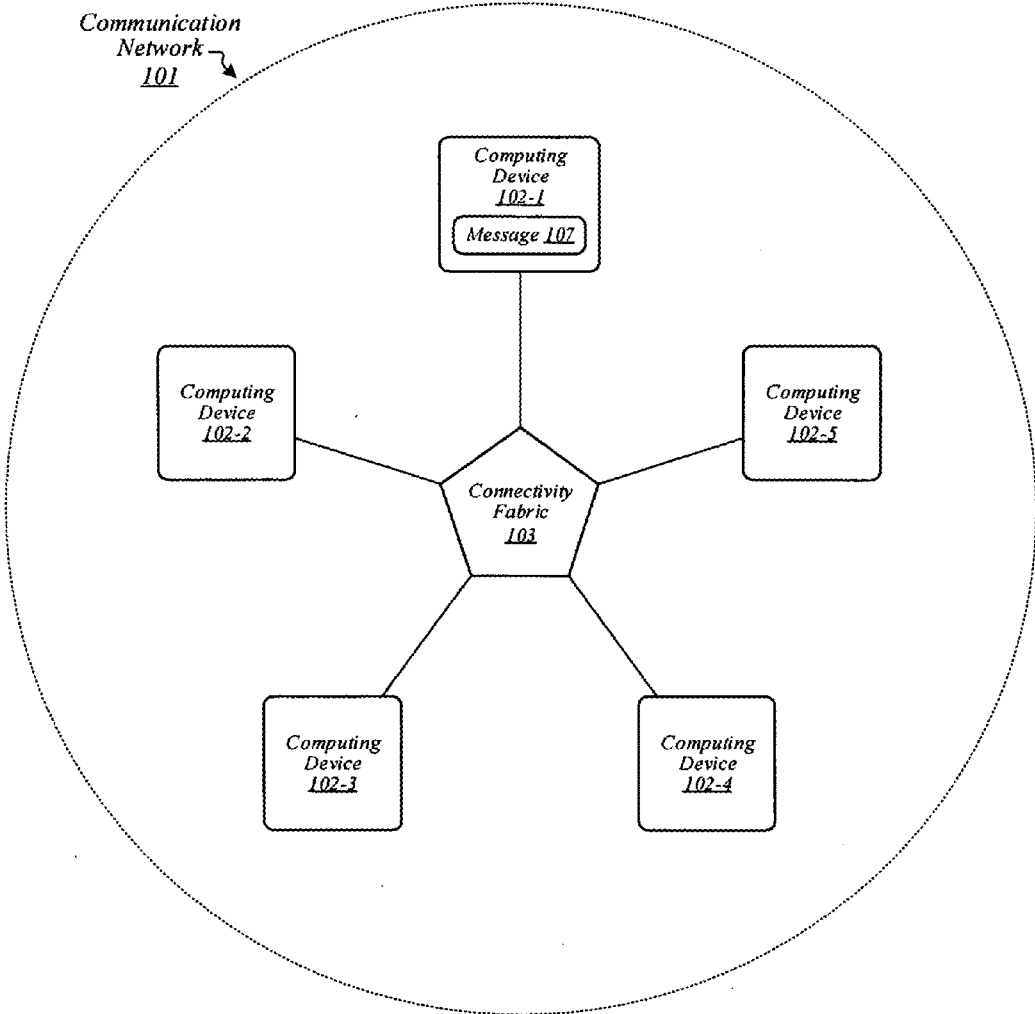 Communication
Network
101
Computing
Device
102-1
Message 107
Computing
Device
102-2
Computing
Device
102-5
Connectivity
Fabric
103
Computing
Device
102-3
Computing
Device
102-4